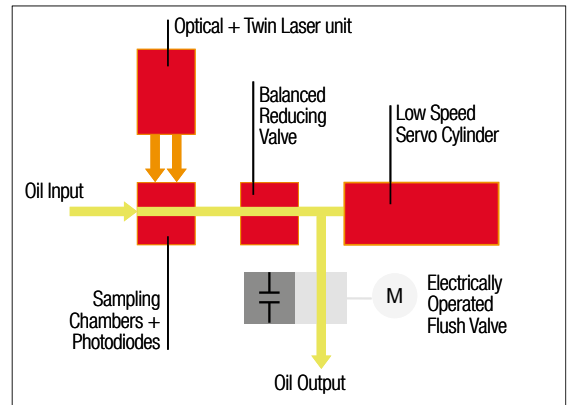 Optical + Twin Laser unit
Balanced
Reducing
Valve
Low Speed
Servo Cylinder
Oil Input
Sampling
Chambers +
Photodiodes
M
Electrically
Operated
Flush Valve
Oil Output